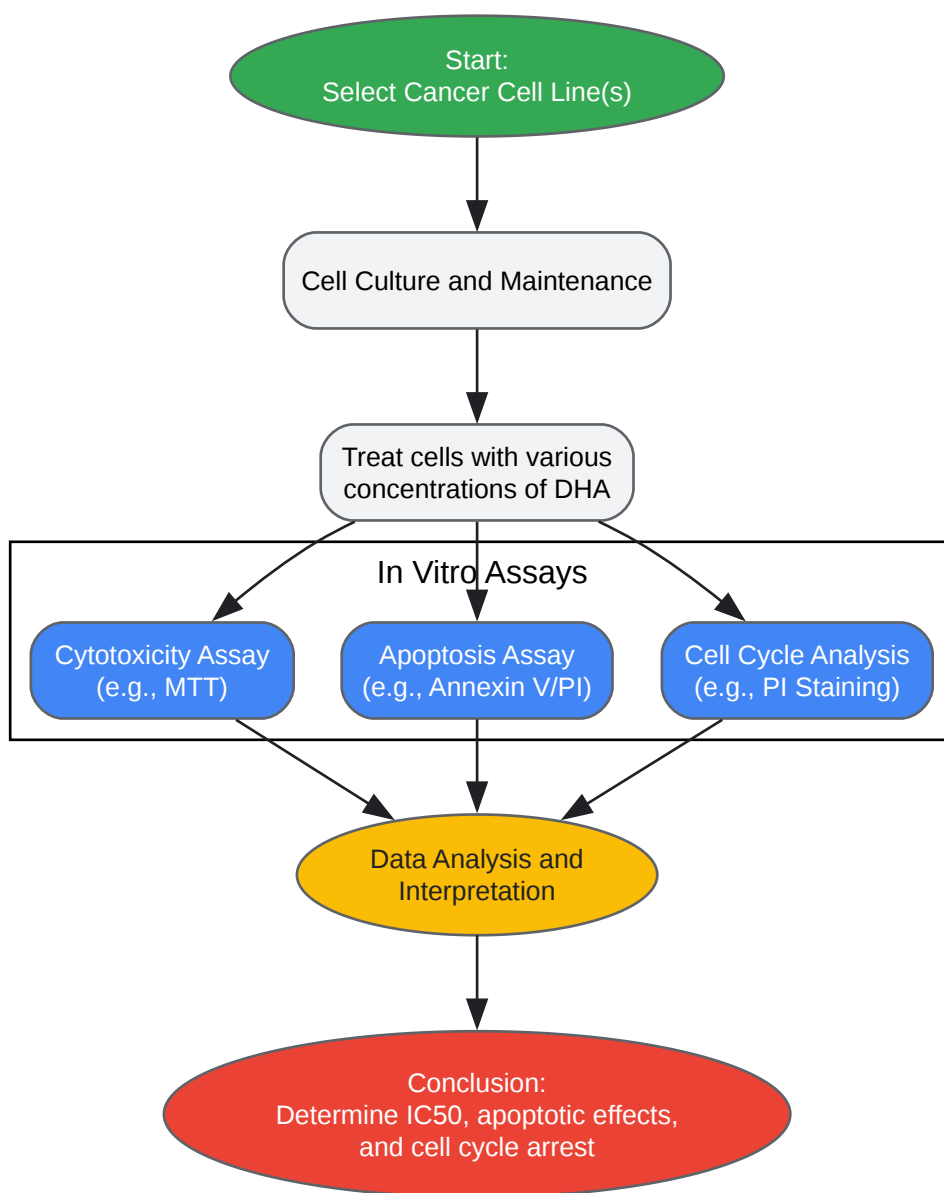 Start:
Select Cancer Cell Line(s)
Cell Culture and Maintenance
Treat cells with various
concentrations of DHA
In Vitro Assays
Cytotoxicity Assay
(e.g., MTT)
Apoptosis Assay
(e.g., Annexin V/PI)
Cell Cycle Analysis
(e.g., PI Staining)
Data Analysis and
Interpretation
Conclusion:
Determine IC50, apoptotic effects,
and cell cycle arrest